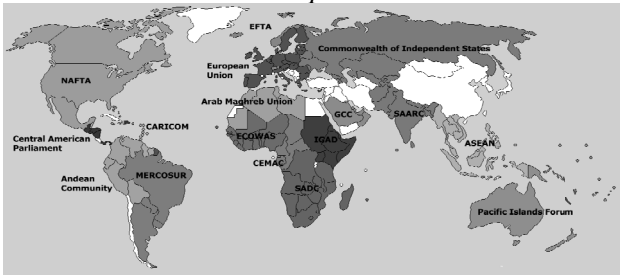 EFTA
Commonwealth of Independent States
European
Union
NAFTA
Arab Maghreb Union
GCC
SAARC
CARICOM
Central American
Parliament
ECOWAS
IGAD
ASEAN
CEMAC
Andean
Community
MERCOSUR
SADC
Pacific Islands Forum